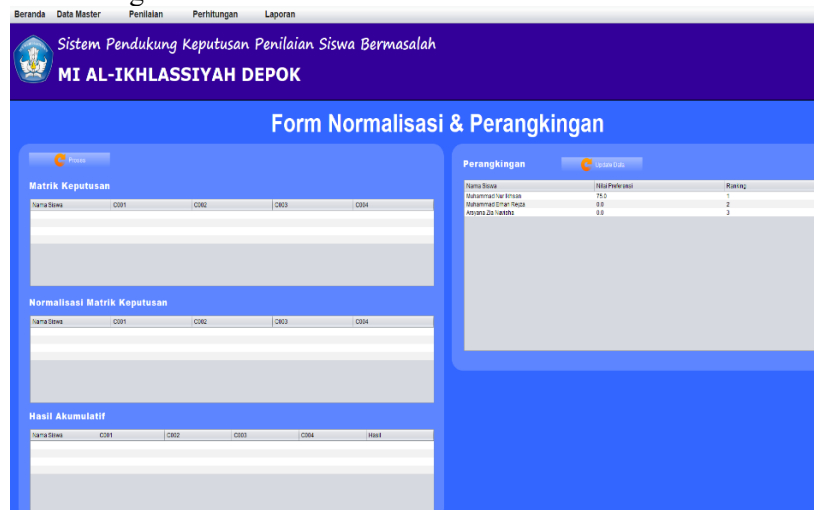 Beranda Data Master Penilaian Perhitungan Laporan
Sistem Pendukung Keputusan Penilaian Siswa Bermasalah
MI AL-IKHLASSIYAH DEPOK
Form Normalisasi & Perangkingan
Proses
Matrik Keputusan
Nama Siswa C001 C002 C003 C004
Normalisasi Matrik Keputusan
Nama Siswa C001 C002 C003 C004
Hasil Akumulatif
Nama Siswa C001 C002 C003 C004 Hasil
Perangkingan Update Data
Nama Siswa Nilai Preferensi Ranking
Muhammad 75.0 1
Muhammad 0.0 2
0.0 3